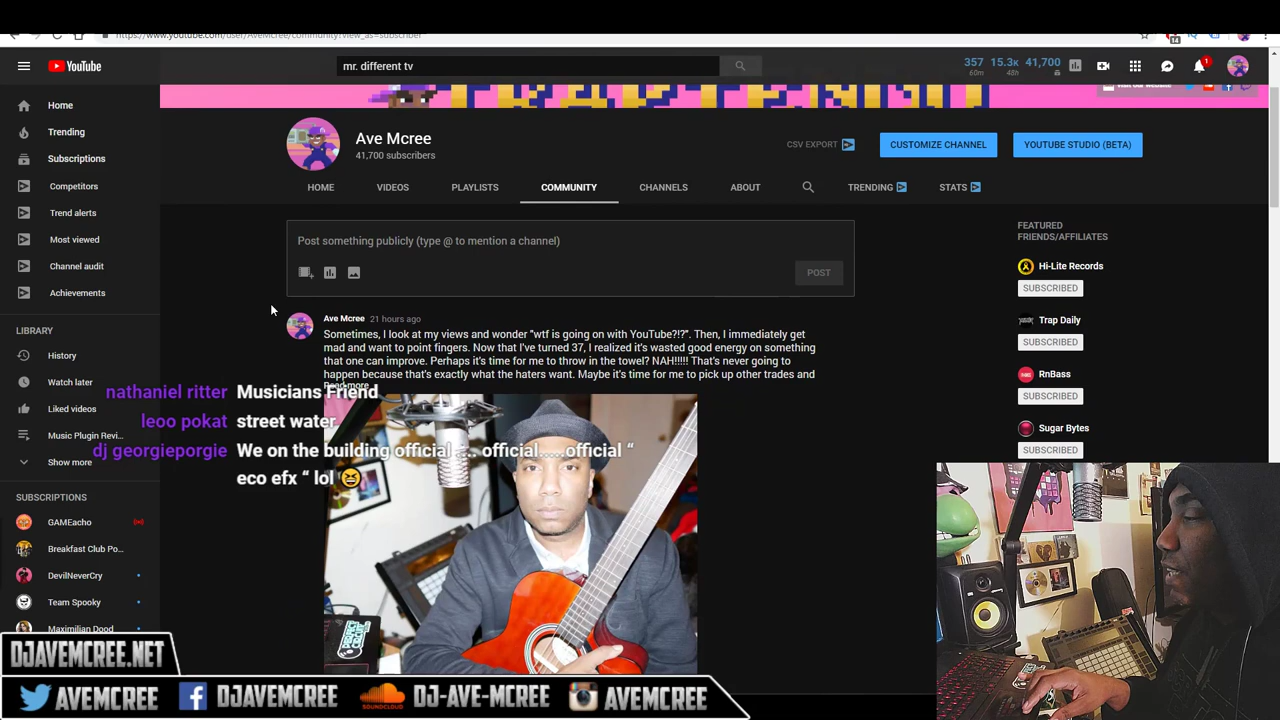 https://www.youtube.com/user/AveMcree/community?view_as=subscriber
YouTube
mr. different tv
357 15.3K 41,700
60m 48h
1
Home
Trending
Subscriptions
Competitors
Trend alerts
Most viewed
Channel audit
Achievements
LIBRARY
History
Watch later
Liked videos
Music Plugin Revi...
Show more
SUBSCRIPTIONS
GAMEacho
Breakfast Club Po...
DevilNeverCry
Team Spooky
Maximilian Dood
Ave Mcree
41,700 subscribers
CSV EXPORT
CUSTOMIZE CHANNEL
YOUTUBE STUDIO (BETA)
HOME VIDEOS PLAYLISTS COMMUNITY CHANNELS ABOUT TRENDING STATS
Post something publicly (type @ to mention a channel)
POST
Ave Mcree 21 hours ago
Sometimes, I look at my views and wonder "wtf is going on with YouTube?!?". Then, I immediately get
mad and want to point fingers. Now that I've turned 37, I realized it's wasted good energy on something
that one can improve. Perhaps it's time for me to throw in the towel? NAH!!!!! That's never going to
happen because that's exactly what the haters want. Maybe it's time for me to pick up other trades and
Read more
nathaniel ritter Musicians Friend
leoo pokat street water
dj georgieporgie We on the building official .... official.....official “
eco efx “ lol
FEATURED
FRIENDS/AFFILIATES
Hi-Lite Records
SUBSCRIBED
Trap Daily
SUBSCRIBED
RnBass
SUBSCRIBED
Sugar Bytes
SUBSCRIBED
DJAVEMCREE.NET
AVEMCREE DJAVEMCREE DJ-AVE-MCREE AVEMCREE
SOUNDCLOUD